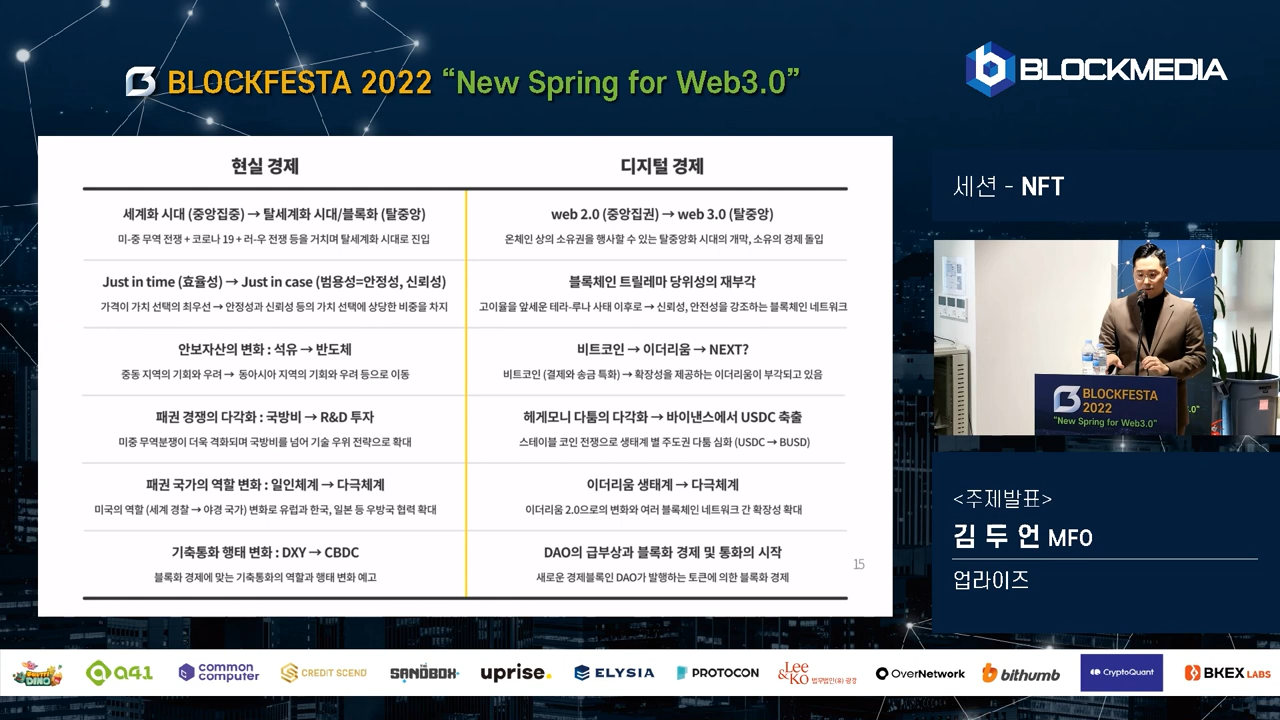 BLOCKFESTA 2022 “New Spring for Web3.0”
BLOCKMEDIA
현실 경제
디지털 경제
세계화 시대 (중앙집중) → 탈세계화 시대/블록화 (탈중앙)
미-중 무역 전쟁 + 코로나 19 + 러-우 전쟁 등을 거치며 탈세계화 시대로 진입
web 2.0 (중앙집권) → web 3.0 (탈중앙)
온체인 상의 소유권을 행사할 수 있는 탈중앙화 시대의 개막, 소유의 경제 돌입
Just in time (효율성) → Just in case (범용성=안정성, 신뢰성)
가격이 가치 선택의 최우선 → 안정성과 신뢰성 등의 가치 선택에 상당한 비중을 차지
블록체인 트릴레마 당위성의 재부각
고이율을 앞세운 테라-루나 사태 이후로 → 신뢰성, 안전성을 강조하는 블록체인 네트워크
안보자산의 변화 : 석유 → 반도체
중동 지역의 기회와 우려 → 동아시아 지역의 기회와 우려 등으로 이동
비트코인 → 이더리움 → NEXT?
비트코인 (결제와 송금 특화) → 확장성을 제공하는 이더리움이 부각되고 있음
패권 경쟁의 다각화 : 국방비 → R&D 투자
미중 무역분쟁이 더욱 격화되며 국방비를 넘어 기술 우위 전략으로 확대
헤게모니 다툼의 다각화 → 바이낸스에서 USDC 축출
스테이블 코인 전쟁으로 생태계 별 주도권 다툼 심화 (USDC → BUSD)
패권 국가의 역할 변화 : 일인체계 → 다극체계
미국의 역할 (세계 경찰 → 야경 국가) 변화로 유럽과 한국, 일본 등 우방국 협력 확대
이더리움 생태계 → 다극체계
이더리움 2.0으로의 변화와 여러 블록체인 네트워크 간 확장성 확대
기축통화 행태 변화 : DXY → CBDC
블록화 경제에 맞는 기축통화의 역할과 행태 변화 예고
DAO의 급부상과 블록화 경제 및 통화의 시작
새로운 경제블록인 DAO가 발행하는 토큰에 의한 블록화 경제
15
세션 - NFT
BLOCKFESTA
2022
“New Spring for Web3.0”
3.0”
<주제발표>
김 두 언 MFO
업라이즈
DINO
a41
common
computer
CREDIT SCEND
THE
SANDBOX
uprise.
ELYSIA
PROTOCON
Lee
&Ko 법무법인(유) 광장
OverNetwork
bithumb
CryptoQuant
BKEX LABS